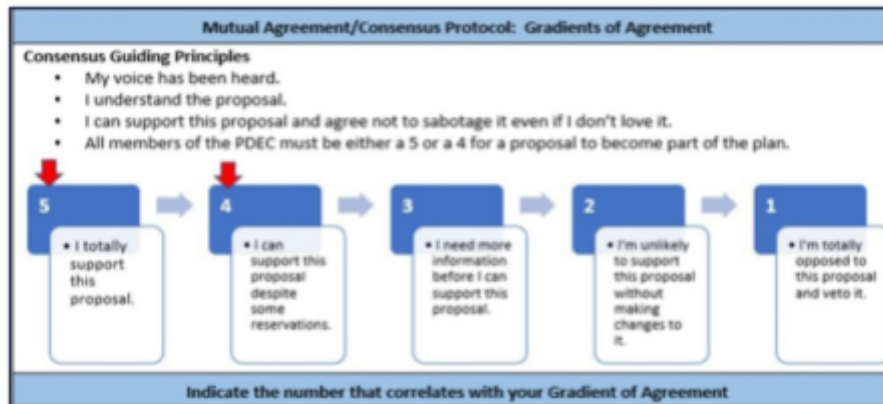 Mutual Agreement/Consensus Protocol: Gradients of Agreement
Consensus Guiding Principles
• My voice has been heard.
• I understand the proposal.
• I can support this proposal and agree not to sabotage it even if I don't love it.
• All members of the PDEC must be either a 5 or a 4 for a proposal to become part of the plan.
5
• I totally
support
this
proposal.
4
• I can
support this
proposal
despite
some
reservations.
3
• I need more
information
before I can
support this
proposal.
2
• I'm unlikely
to support
this proposal
without
making
changes to
it.
1
• I'm totally
opposed to
this proposal
and veto it.
Indicate the number that correlates with your Gradient of Agreement